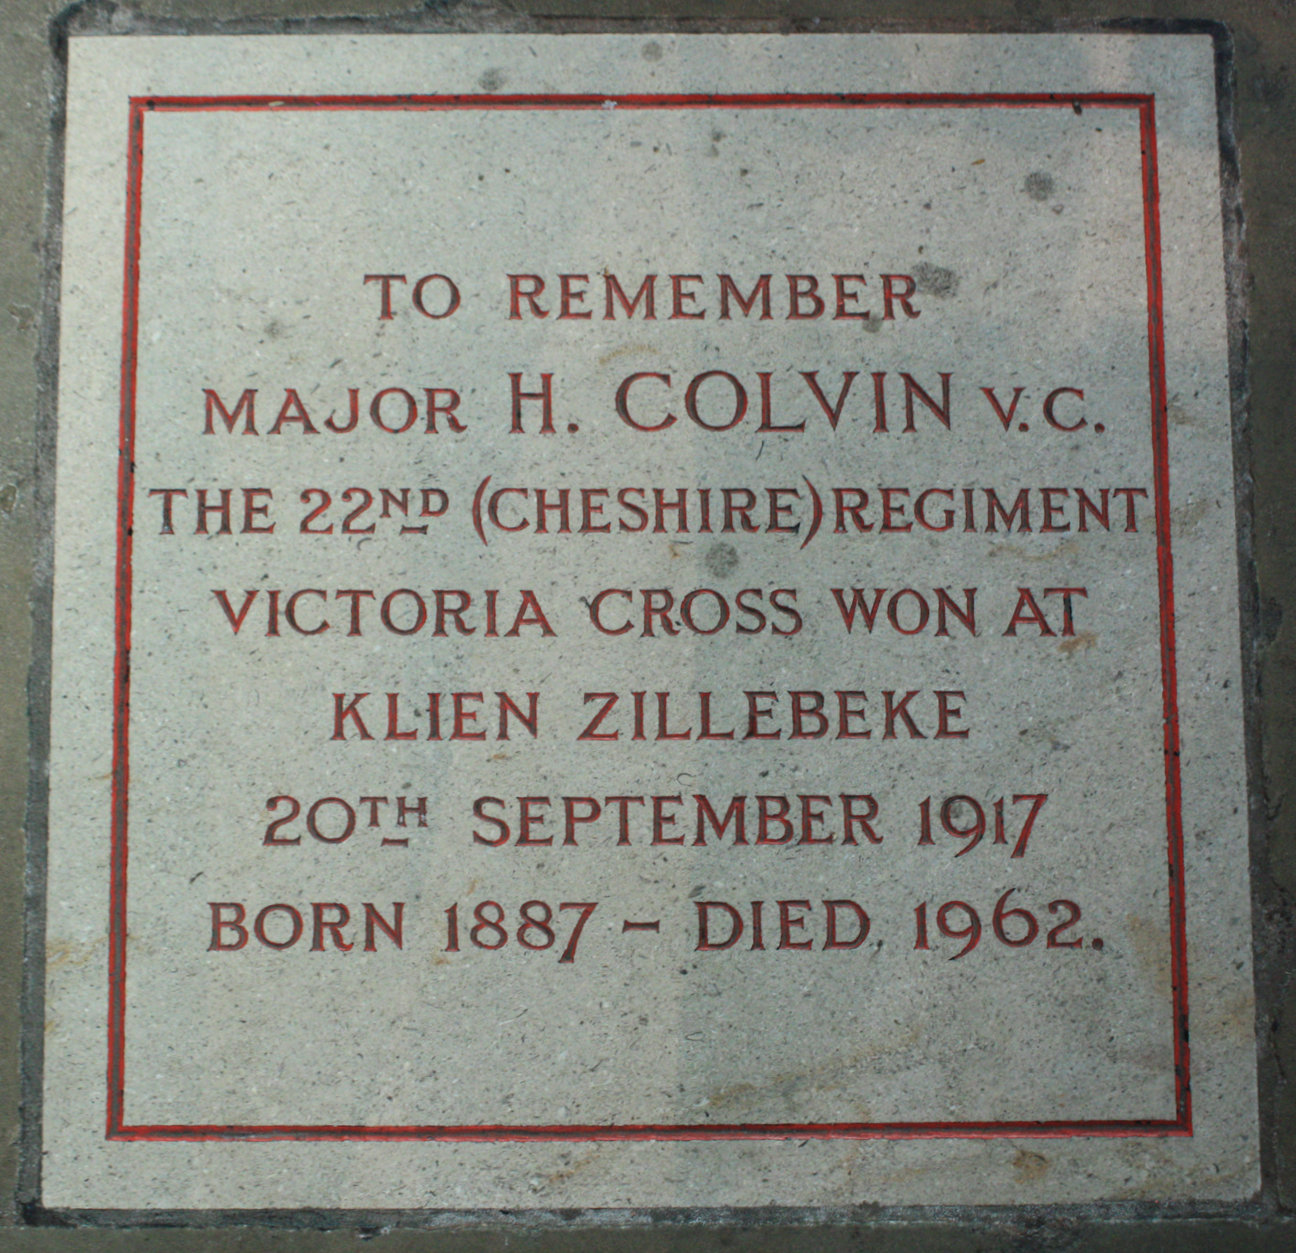 TO REMEMBER
MAJOR H. COLVIN V.C.
THE 22ND (CHESHIRE) REGIMENT
VICTORIA CROSS WON AT
KLIEN ZILLEBEKE
20TH SEPTEMBER 1917
BORN 1887 – DIED 1962.